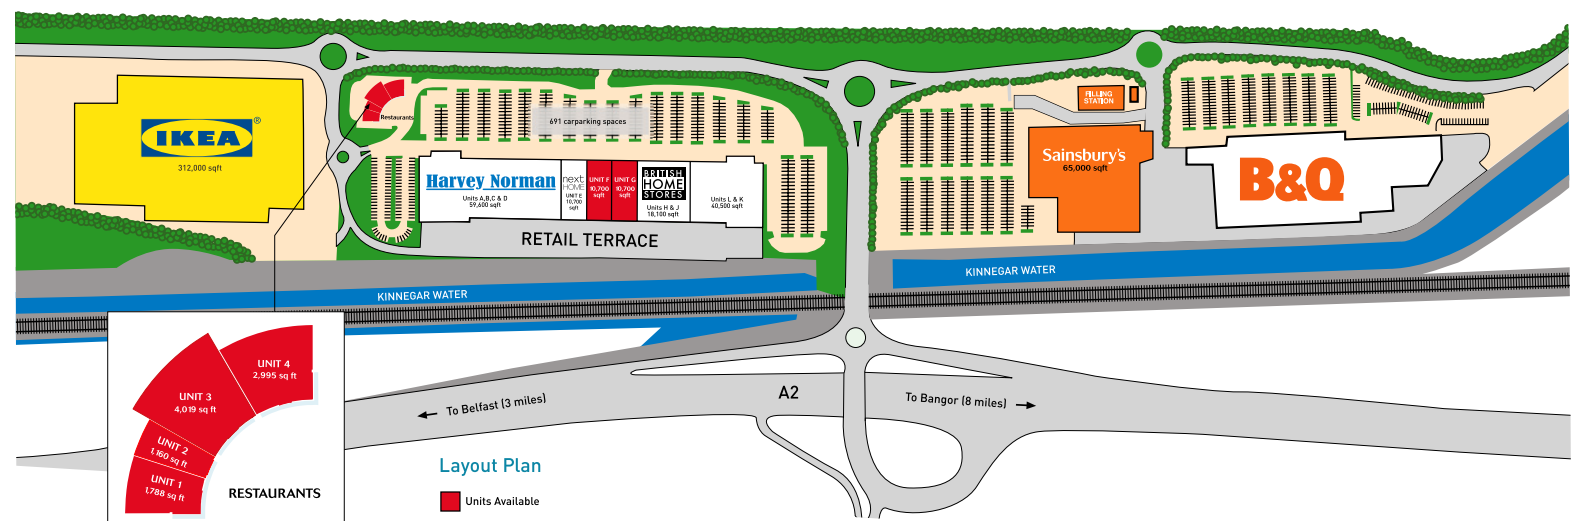 IKEA®
312,000 sqft
Restaurants
691 carparking spaces
Harvey Norman
Units A,B,C & D
59,600 sqft
next
HOME
UNIT E
10,700
sqft
UNIT F
10,700
sqft
UNIT G
10,700
sqft
BRITISH
HOME
STORES
Units H & J
18,100 sqft
Units L & K
40,500 sqft
RETAIL TERRACE
FILLING
STATION
Sainsbury's
65,000 sqft
B&Q
KINNEGAR WATER
KINNEGAR WATER
UNIT 4
2,995 sq ft
UNIT 3
4,019 sq ft
UNIT 2
1,160 sq ft
UNIT 1
1,788 sq ft
RESTAURANTS
To Belfast (3 miles)
A2
To Bangor (8 miles)
Layout Plan
Units Available